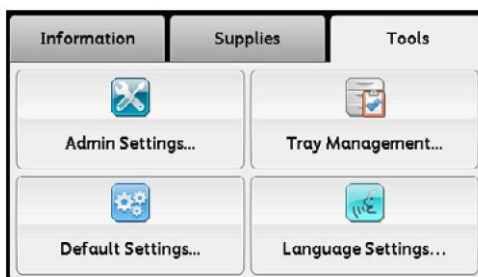 Information Supplies Tools
Admin Settings... Tray Management...
Default Settings... Language Settings...